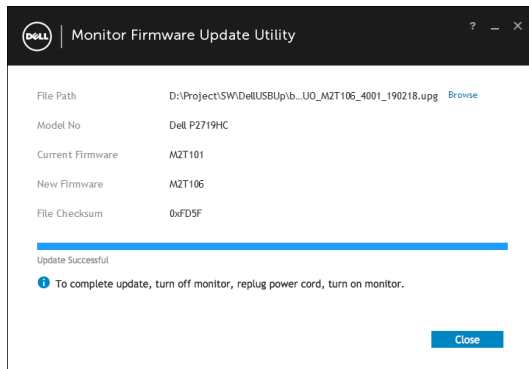 DELL Monitor Firmware Update Utility ? _ X
File Path D:\Project\SW\DellUSBUp\b...UO_M2T106_4001_190218.upg Browse
Model No Dell P2719HC
Current Firmware M2T101
New Firmware M2T106
File Checksum 0xFD5F
Update Successful
i To complete update, turn off monitor, replug power cord, turn on monitor.
Close